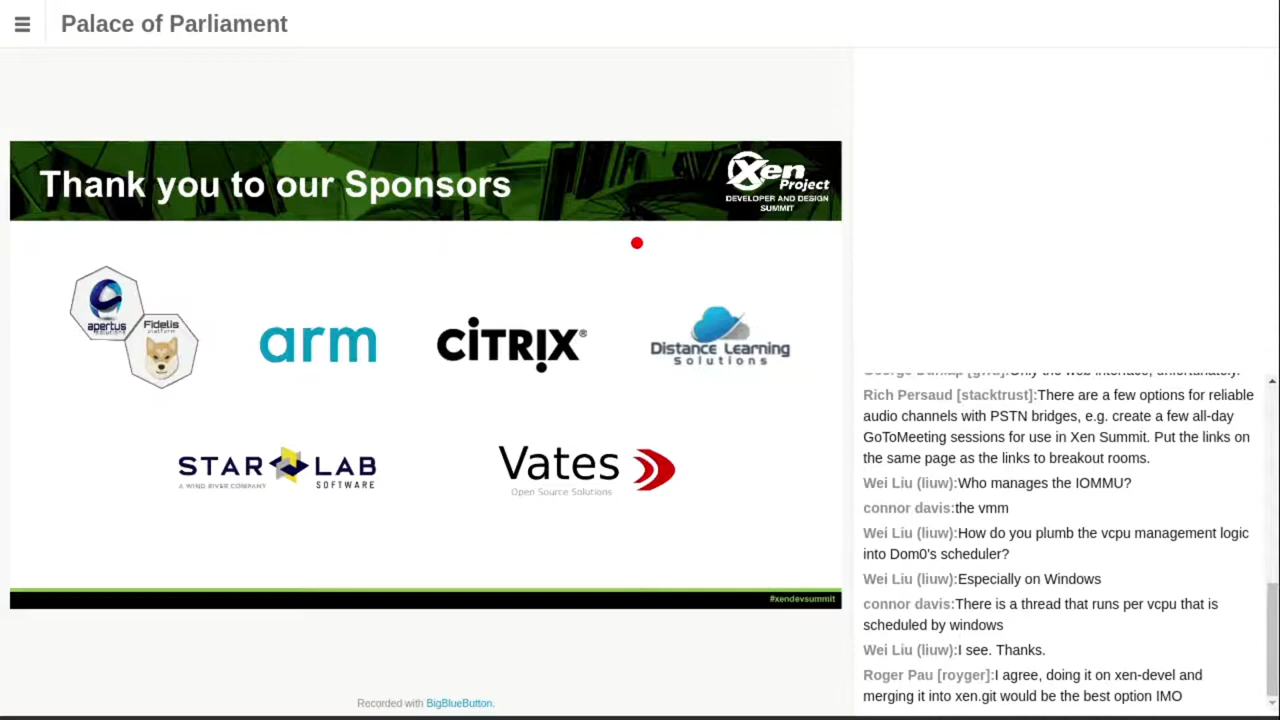 Palace of Parliament
Thank you to our Sponsors
Xen
Project
DEVELOPER AND DESIGN
SUMMIT
apertus
solutions
Fidelis
platform
arm
CITRIX®
Distance Learning
Solutions
STAR LAB
A WIND RIVER COMPANY SOFTWARE
Vates
Open Source Solutions
#xendevsummit
Recorded with BigBlueButton.
Only the web interface, unfortunately.
Rich Persaud [stacktrust]:There are a few options for reliable
audio channels with PSTN bridges, e.g. create a few all-day
GoToMeeting sessions for use in Xen Summit. Put the links on
the same page as the links to breakout rooms.
Wei Liu (liuw):Who manages the IOMMU?
connor davis:the vmm
Wei Liu (liuw):How do you plumb the vcpu management logic
into Dom0's scheduler?
Wei Liu (liuw):Especially on Windows
connor davis:There is a thread that runs per vcpu that is
scheduled by windows
Wei Liu (liuw):I see. Thanks.
Roger Pau [royger]:I agree, doing it on xen-devel and
merging it into xen.git would be the best option IMO